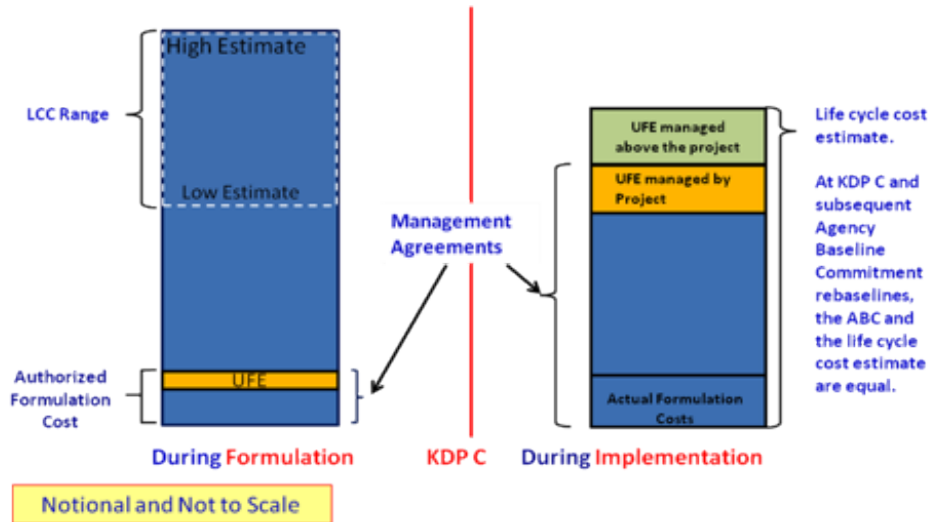 High Estimate
LCC Range
Low Estimate
Authorized
Formulation
Cost
UFE
During Formulation
Management
Agreements
KDP C
UFE managed
above the project
UFE managed by
Project
Actual Formulation
Costs
During Implementation
Life cycle cost
estimate.
At KDP C and
subsequent
Agency
Baseline
Commitment
rebaselines,
the ABC and
the life cycle
cost estimate
are equal.
Notional and Not to Scale